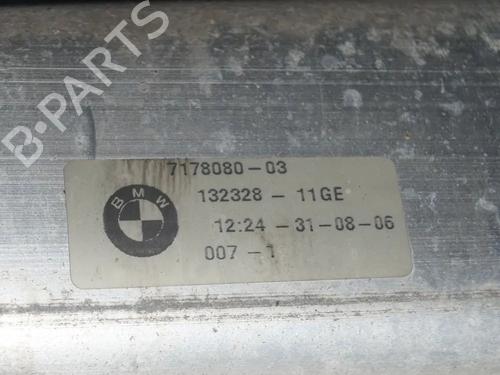 B-PARTS
7178080-03
132328 - 11GE
BMW
12:24 - 31-08-06
007 - 1